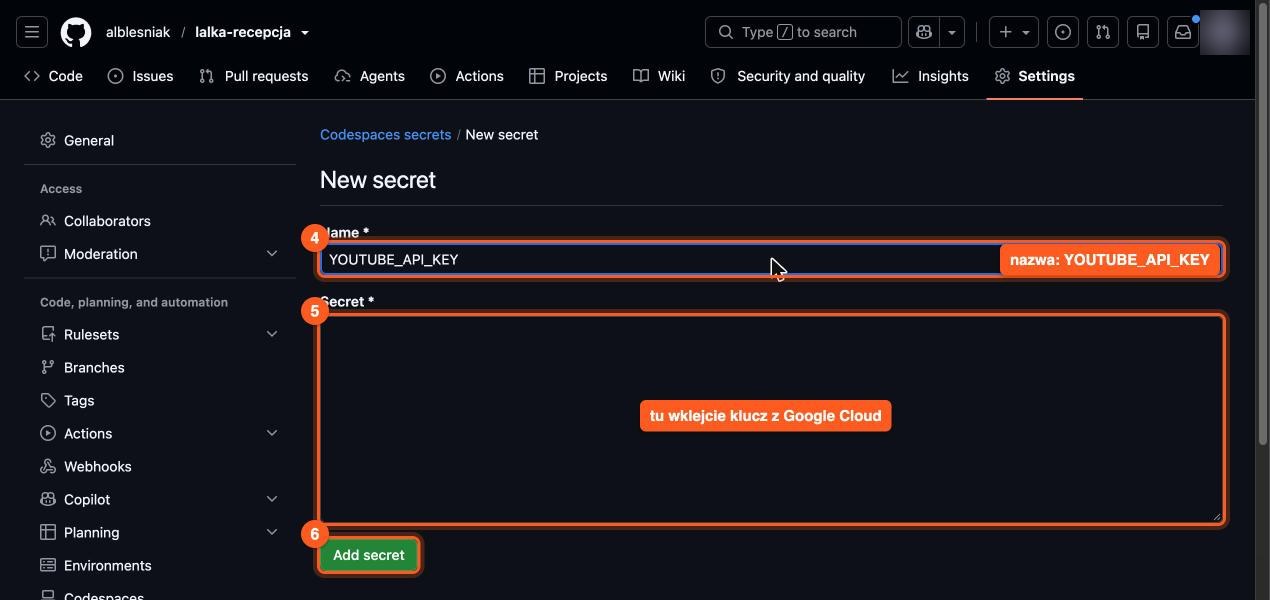 alblesniak / lalka-recepcja
Type / to search
Code
Issues
Pull requests
Agents
Actions
Projects
Wiki
Security and quality
Insights
Settings
General
Access
Collaborators
Moderation
Code, planning, and automation
Rulesets
Branches
Tags
Actions
Webhooks
Copilot
Planning
Environments
Codespaces
Codespaces secrets / New secret
New secret
4
Name *
YOUTUBE_API_KEY
nazwa: YOUTUBE_API_KEY
5
Secret *
tu wklejcie klucz z Google Cloud
6
Add secret